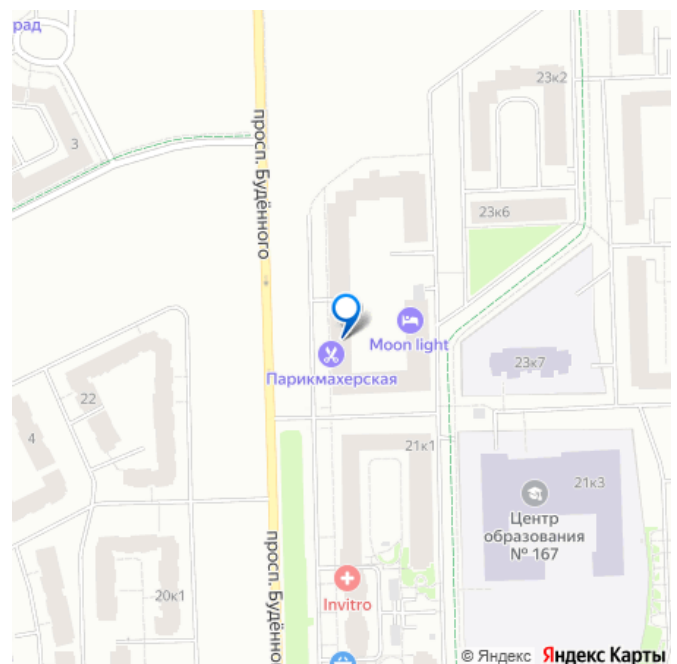 рад
23к2
3
просп. Будённого
23к6
Moon light
Парикмахерская
23к7
22
4
21к1
21к3
Центр
образования
№ 167
просп. Будённо
Invitro
20к1
© Яндекс Яндекс Карты